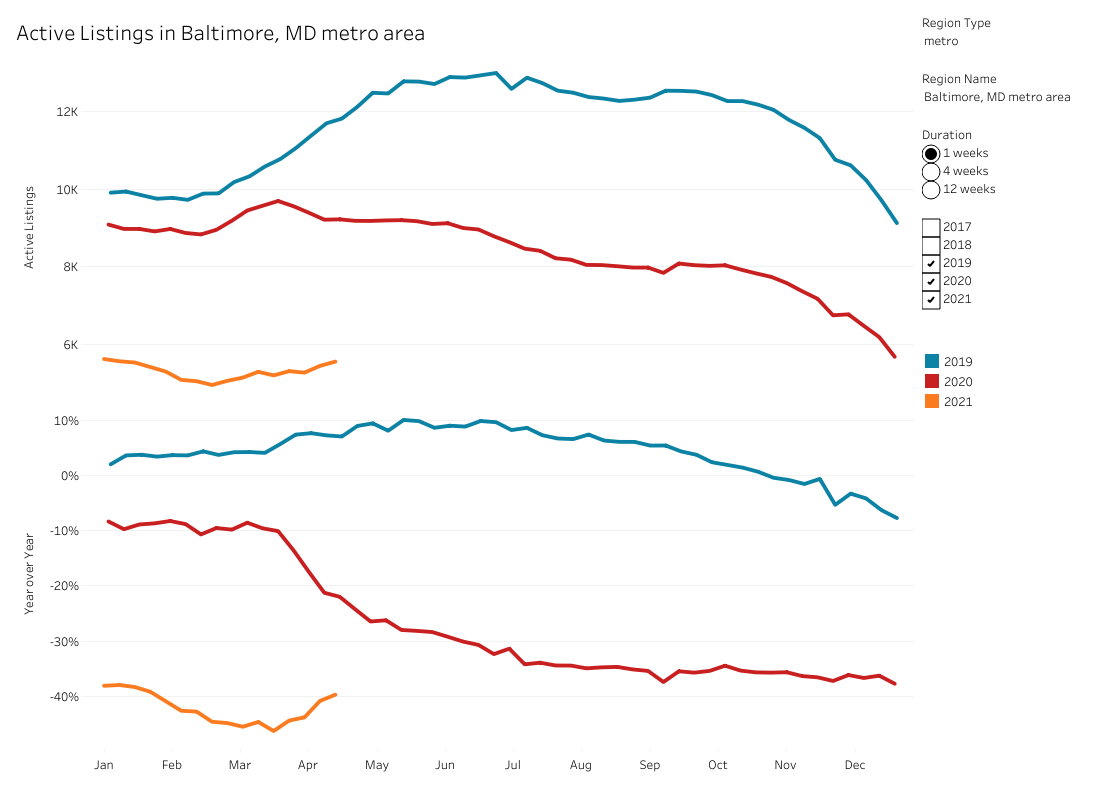 Active Listings in Baltimore, MD metro area
Region Type
metro
Region Name
Baltimore, MD metro area
Duration
1 weeks
4 weeks
12 weeks
2017
2018
2019
2020
2021
2019
2020
2021
Active Listings
12K
10K
8K
6K
Year over Year
10%
0%
-10%
-20%
-30%
-40%
Jan Feb Mar Apr May Jun Jul Aug Sep Oct Nov Dec